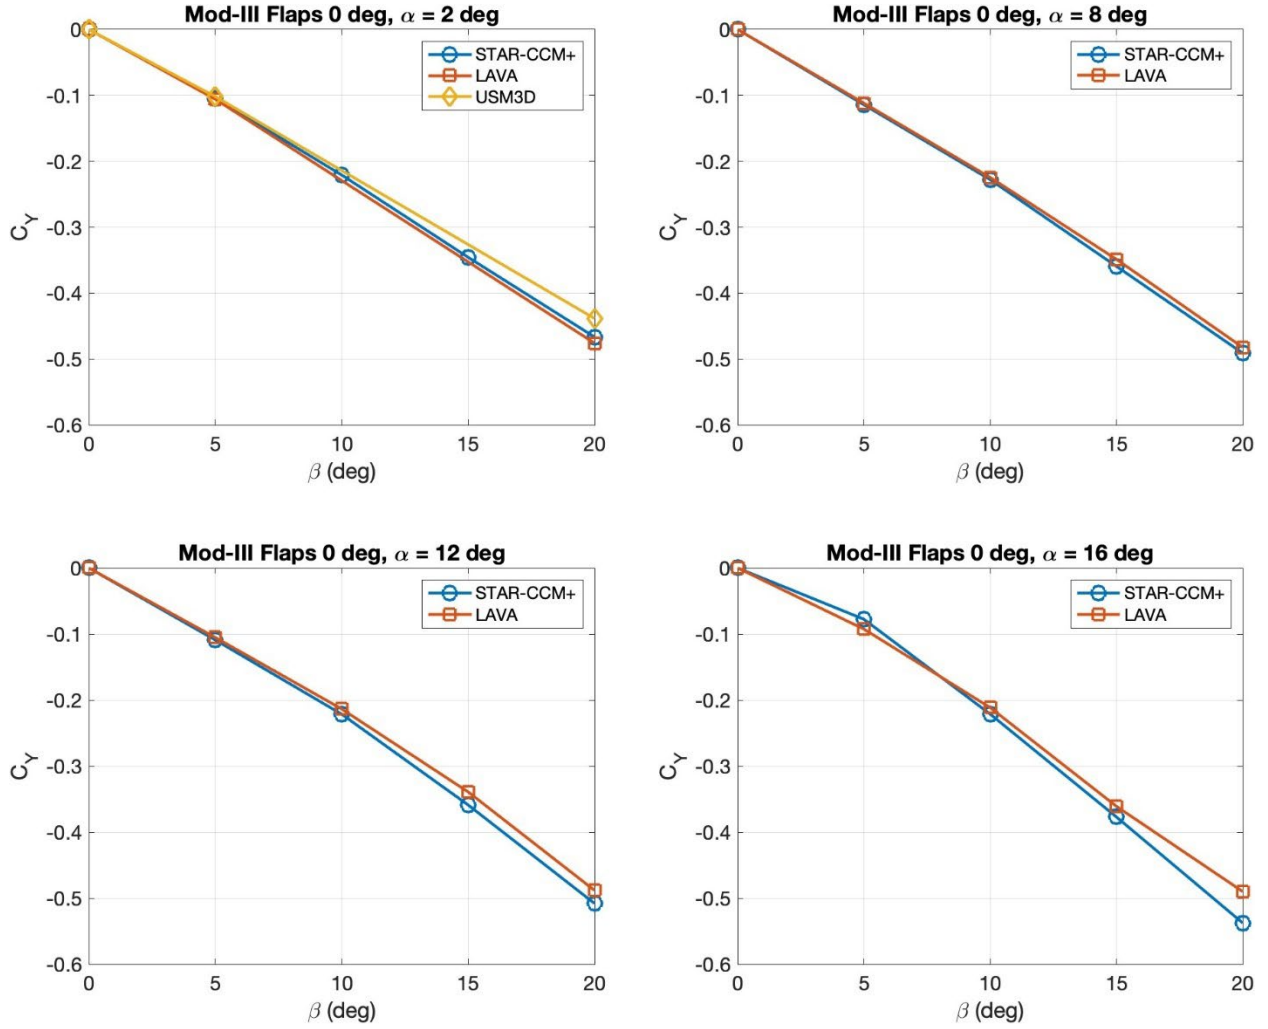 Mod-III Flaps 0 deg, α = 2 deg
0
-0.1
-0.2
-0.3
-0.4
-0.5
-0.6
C_Y
0 5 10 15 20
β (deg)
STAR-CCM+
LAVA
USM3D
Mod-III Flaps 0 deg, α = 8 deg
0
-0.1
-0.2
-0.3
-0.4
-0.5
-0.6
C_Y
0 5 10 15 20
β (deg)
STAR-CCM+
LAVA
Mod-III Flaps 0 deg, α = 12 deg
0
-0.1
-0.2
-0.3
-0.4
-0.5
-0.6
C_Y
0 5 10 15 20
β (deg)
STAR-CCM+
LAVA
Mod-III Flaps 0 deg, α = 16 deg
0
-0.1
-0.2
-0.3
-0.4
-0.5
-0.6
C_Y
0 5 10 15 20
β (deg)
STAR-CCM+
LAVA